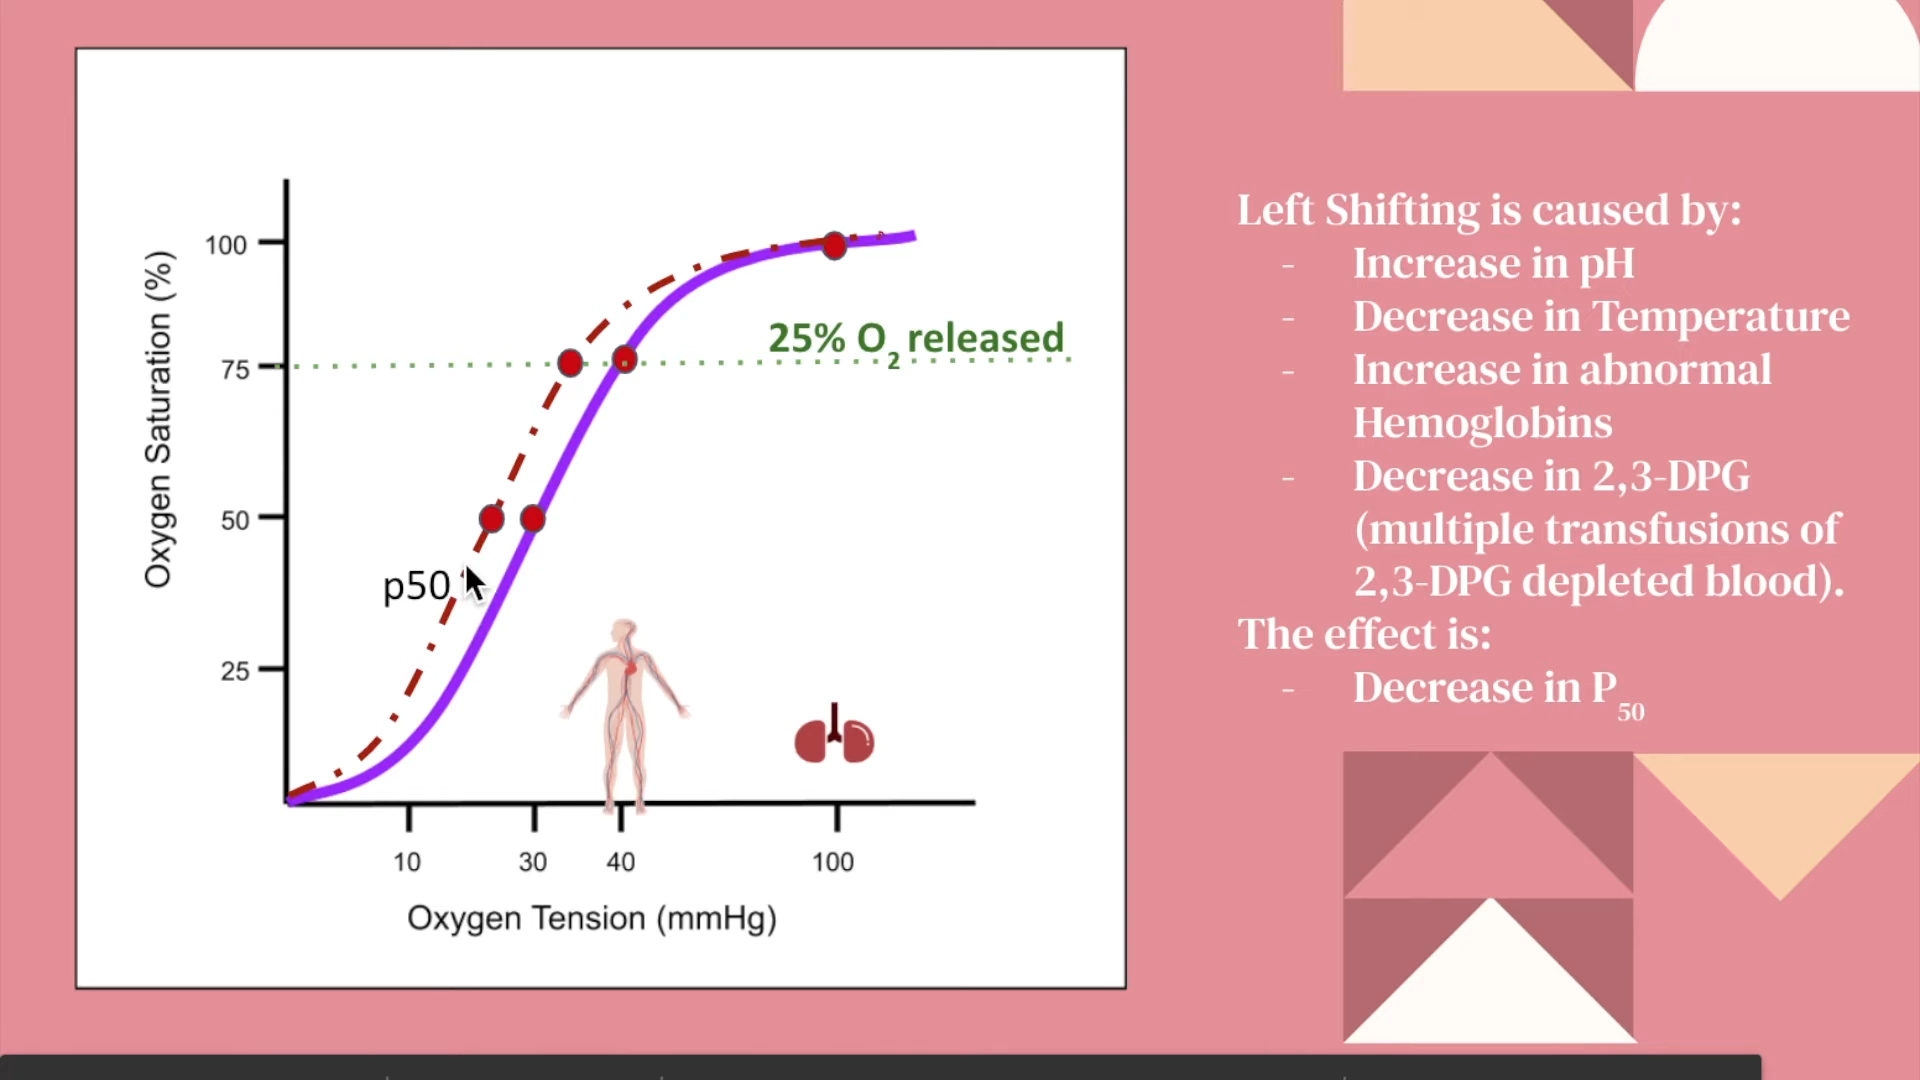 Left Shifting is caused by:
- Increase in pH
- Decrease in Temperature
- Increase in abnormal
Hemoglobins
- Decrease in 2,3-DPG
(multiple transfusions of
2,3-DPG depleted blood).
The effect is:
- Decrease in P50
Oxygen Saturation (%)
100
75
50
25
25% O2 released
p50
10 30 40 100
Oxygen Tension (mmHg)